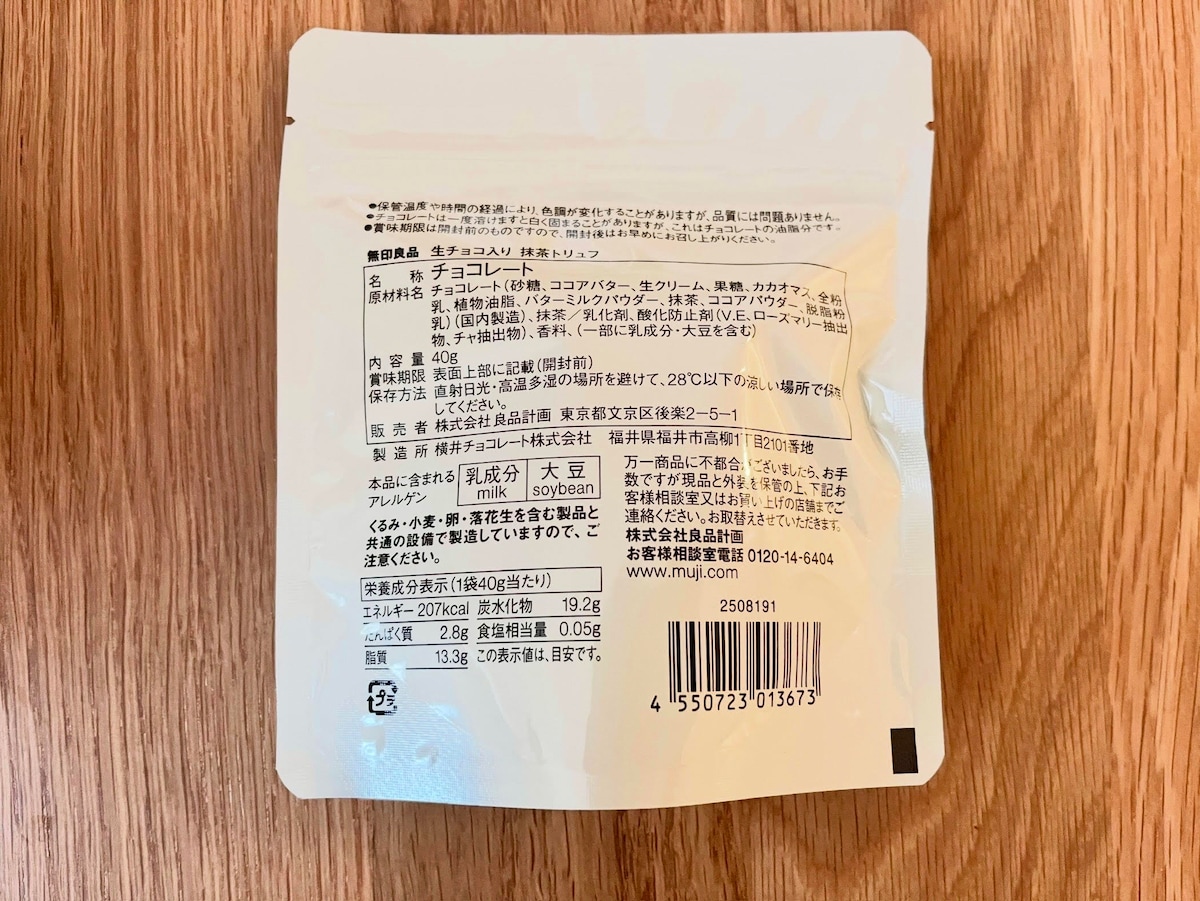 ●保管温度や時間の経過により、色調が変化することがありますが、品質には問題ありません。
●チョコレートは一度溶けますと白く固まることがありますが、これはチョコレートの油脂分です。
●賞味期限は開封前のものですので、開封後はお早めにお召し上がりください。
無印良品 生チョコ入り 抹茶トリュフ
名称 チョコレート
原材料名 チョコレート(砂糖、ココアバター、生クリーム、果糖、カカオマス、全粉
乳、植物油脂、バターミルクパウダー、抹茶、ココアパウダー、脱脂粉
乳)(国内製造)、抹茶/乳化剤、酸化防止剤(V.E、ローズマリー抽出
物、チャ抽出物)、香料、(一部に乳成分・大豆を含む)
内容量 40g
賞味期限 表面上部に記載(開封前)
保存方法 直射日光・高温多湿の場所を避けて、28℃以下の涼しい場所で保存
してください。
販売者 株式会社良品計画 東京都文京区後楽2-5-1
製造所 横井チョコレート株式会社 福井県福井市高柳1丁目2101番地
本品に含まれる
アレルゲン
乳成分 大豆
milk soybean
くるみ・小麦・卵・落花生を含む製品と
共通の設備で製造していますので、ご
注意ください。
栄養成分表示(1袋40g当たり)
エネルギー 207kcal 炭水化物 19.2g
たんぱく質 2.8g 食塩相当量 0.05g
脂質 13.3g この表示値は、目安です。
プラ
万一商品に不都合がございましたら、お手
数ですが現品と外装を保管の上、下記お
客様相談室又はお買い上げの店舗までご
連絡ください。お取替えさせていただきます。
株式会社良品計画
お客様相談室電話 0120-14-6404
www.muji.com
2508191
4 550723 013673